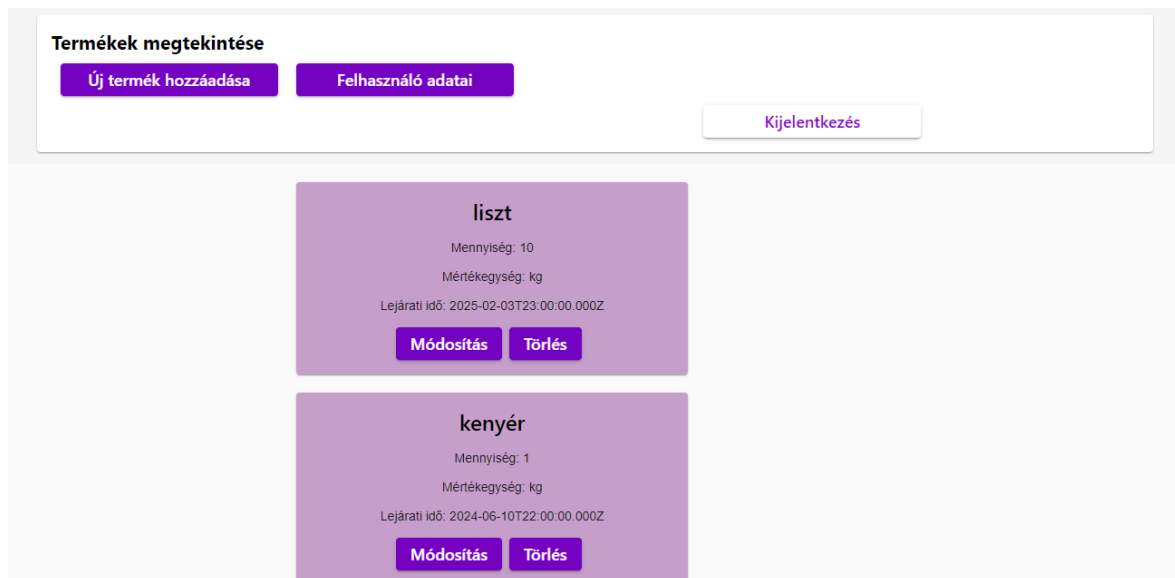 Termékek megtekintése
Új termék hozzáadása Felhasználó adatai
Kijelentkezés
liszt
Mennyiség: 10
Mértékegység: kg
Lejárati idő: 2025-02-03T23:00:00.000Z
Módosítás Törlés
kenyér
Mennyiség: 1
Mértékegység: kg
Lejárati idő: 2024-06-10T22:00:00.000Z
Módosítás Törlés